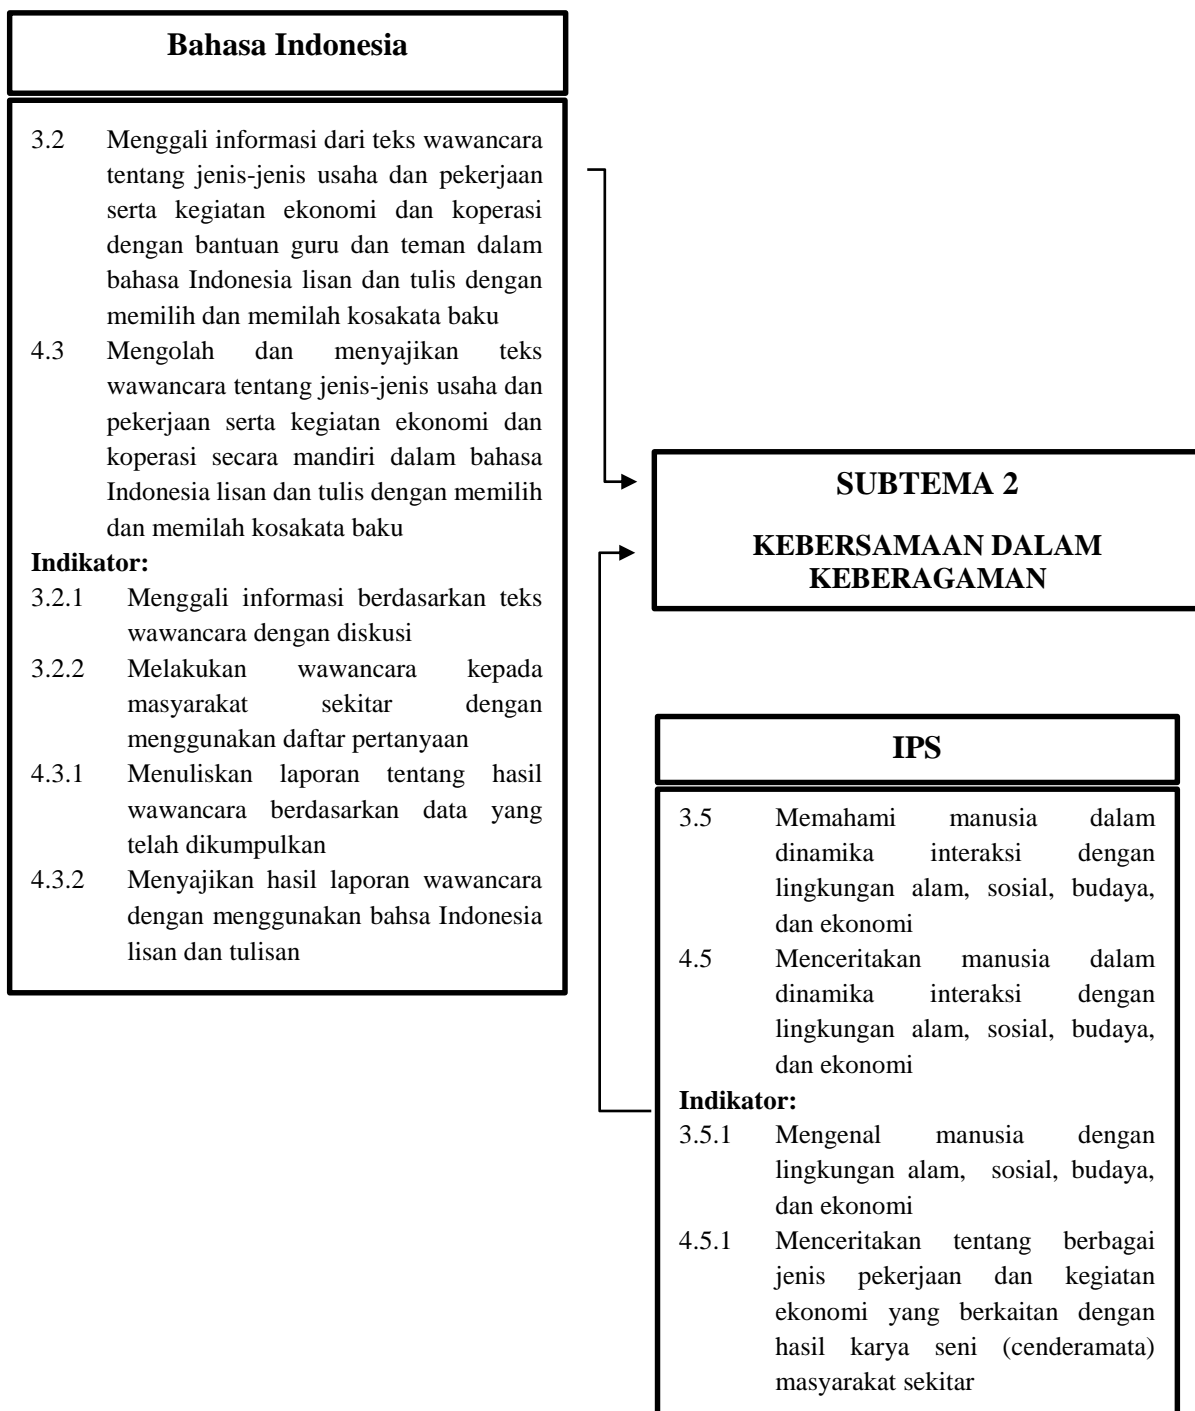 Bahasa Indonesia
3.2 Menggali informasi dari teks wawancara
tentang jenis-jenis usaha dan pekerjaan
serta kegiatan ekonomi dan koperasi
dengan bantuan guru dan teman dalam
bahasa Indonesia lisan dan tulis dengan
memilih dan memilah kosakata baku
4.3 Mengolah dan menyajikan teks
wawancara tentang jenis-jenis usaha dan
pekerjaan serta kegiatan ekonomi dan
koperasi secara mandiri dalam bahasa
Indonesia lisan dan tulis dengan memilih
dan memilah kosakata baku
Indikator:
3.2.1 Menggali informasi berdasarkan teks
wawancara dengan diskusi
3.2.2 Melakukan wawancara kepada
masyarakat sekitar dengan
menggunakan daftar pertanyaan
4.3.1 Menuliskan laporan tentang hasil
wawancara berdasarkan data yang
telah dikumpulkan
4.3.2 Menyajikan hasil laporan wawancara
dengan menggunakan bahsa Indonesia
lisan dan tulisan
SUBTEMA 2
KEBERSAMAAN DALAM
KEBERAGAMAN
IPS
3.5 Memahami manusia dalam
dinamika interaksi dengan
lingkungan alam, sosial, budaya,
dan ekonomi
4.5 Menceritakan manusia dalam
dinamika interaksi dengan
lingkungan alam, sosial, budaya,
dan ekonomi
Indikator:
3.5.1 Mengenal manusia dengan
lingkungan alam, sosial, budaya,
dan ekonomi
4.5.1 Menceritakan tentang berbagai
jenis pekerjaan dan kegiatan
ekonomi yang berkaitan dengan
hasil karya seni (cenderamata)
masyarakat sekitar